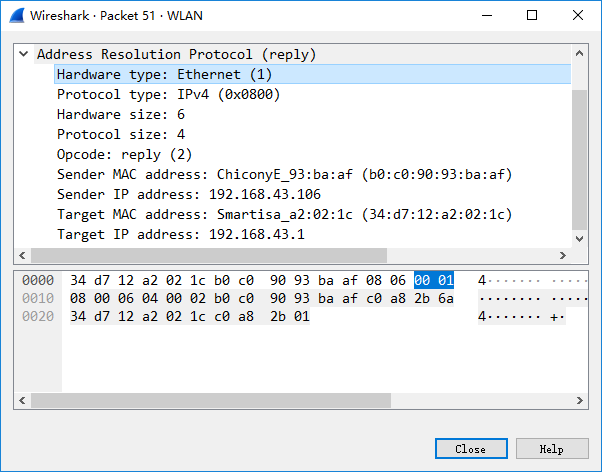 Wireshark · Packet 51 · WLAN
Address Resolution Protocol (reply)
Hardware type: Ethernet (1)
Protocol type: IPv4 (0x0800)
Hardware size: 6
Protocol size: 4
Opcode: reply (2)
Sender MAC address: ChiconyE_93:ba:af (b0:c0:90:93:ba:af)
Sender IP address: 192.168.43.106
Target MAC address: Smartisa_a2:02:1c (34:d7:12:a2:02:1c)
Target IP address: 192.168.43.1
0000 34 d7 12 a2 02 1c b0 c0 90 93 ba af 08 06 00 01 4······· ·····
0010 08 00 06 04 00 02 b0 c0 90 93 ba af c0 a8 2b 6a ········ ·····
0020 34 d7 12 a2 02 1c c0 a8 2b 01 4······· +·
Close Help